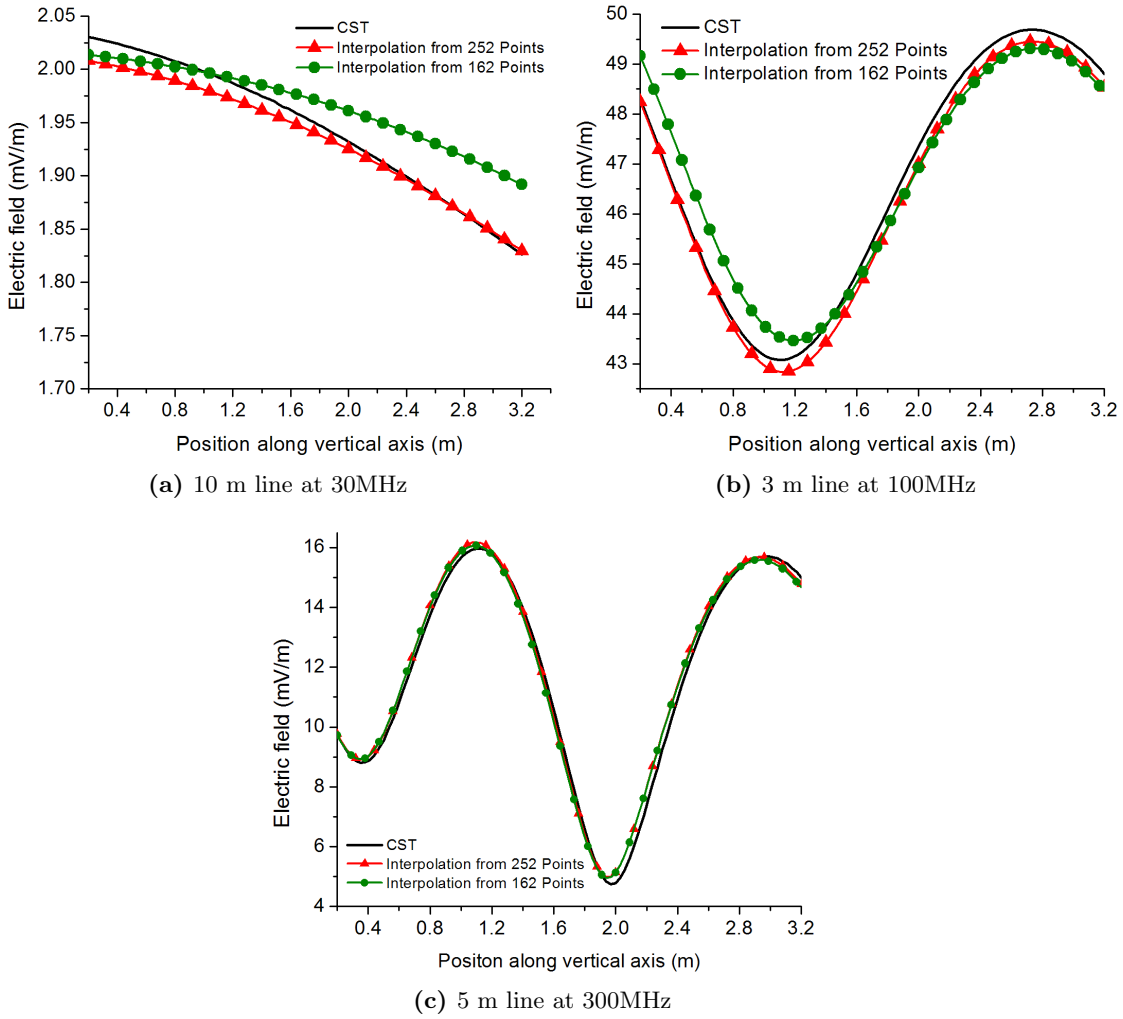 2.05
2.00
1.95
1.90
1.85
1.80
1.75
1.70
Electric field (mV/m)
CST
Interpolation from 252 Points
Interpolation from 162 Points
0.4 0.8 1.2 1.6 2.0 2.4 2.8 3.2
Position along vertical axis (m)
(a) 10 m line at 30MHz
50
49
48
47
46
45
44
43
Electric field (mV/m)
CST
Interpolation from 252 Points
Interpolation from 162 Points
0.4 0.8 1.2 1.6 2.0 2.4 2.8 3.2
Position along vertical axis (m)
(b) 3 m line at 100MHz
16
14
12
10
8
6
4
Electric field (mV/m)
CST
Interpolation from 252 Points
Interpolation from 162 Points
0.4 0.8 1.2 1.6 2.0 2.4 2.8 3.2
Positon along vertical axis (m)
(c) 5 m line at 300MHz